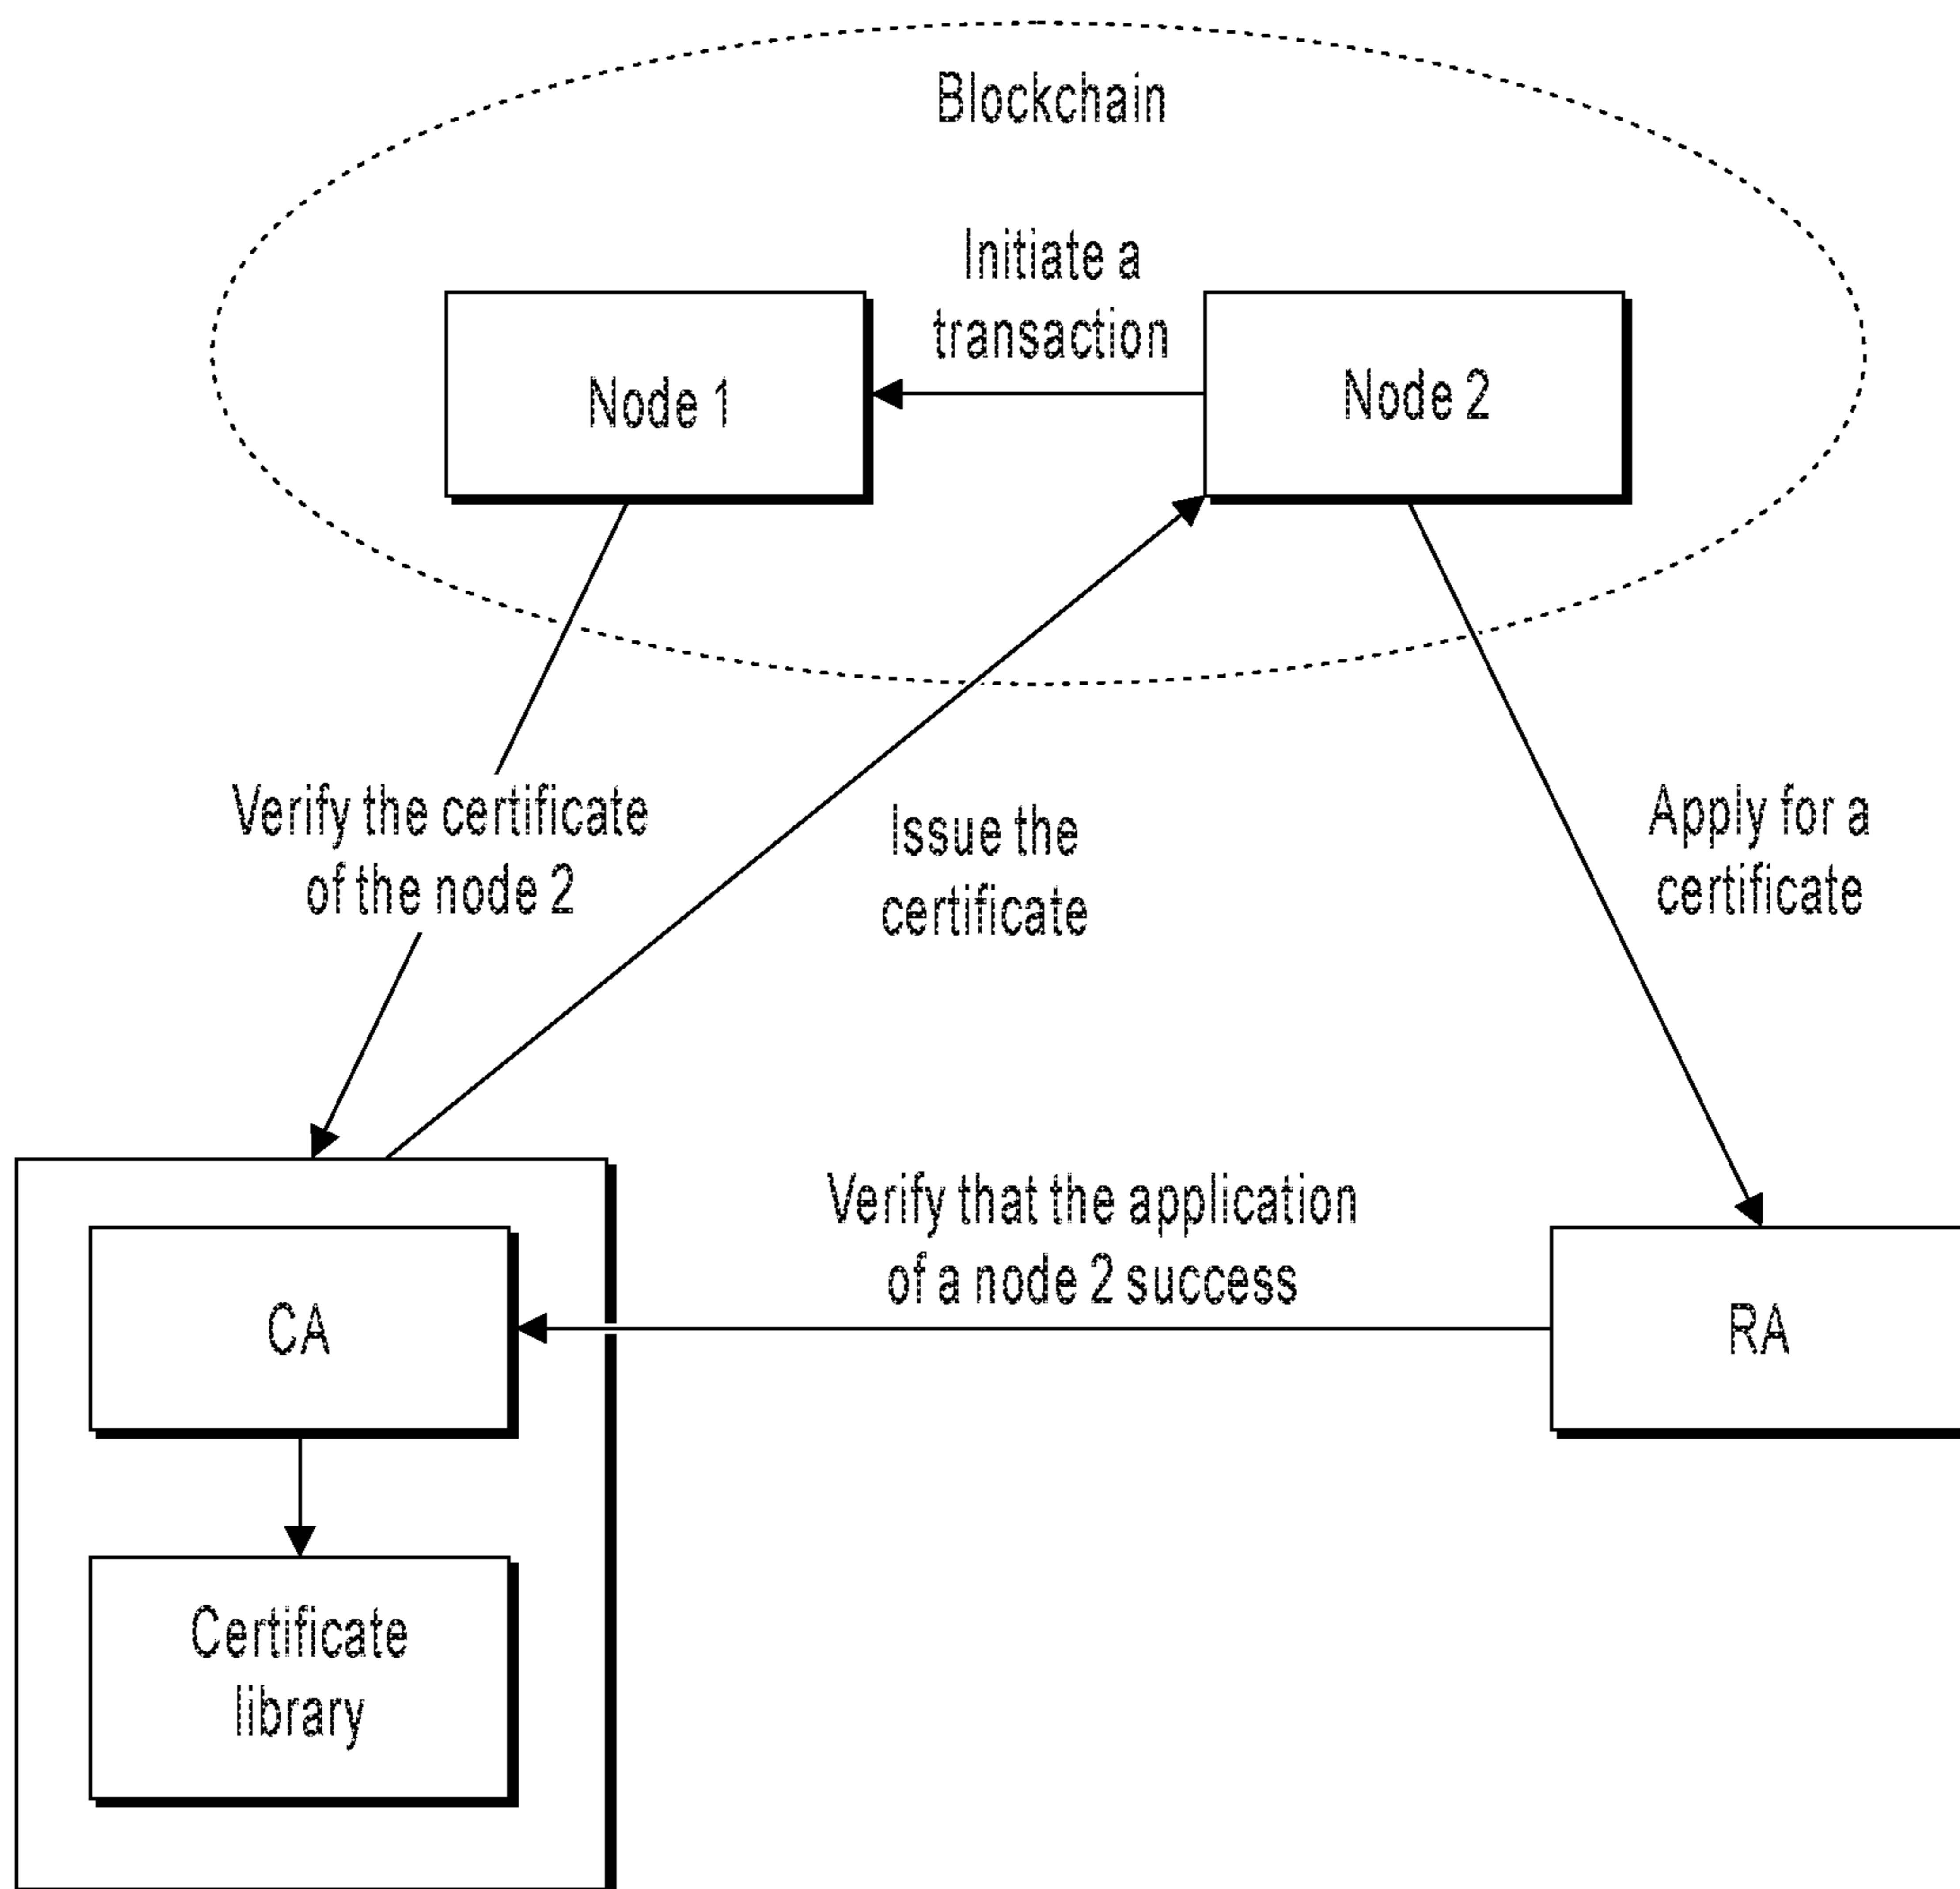 Blockchain
Initiate a
transaction
Node 1
Node 2
Verify the certificate
of the node 2
Issue the
certificate
Apply for a
certificate
Verify that the application
of a node 2 success
CA
RA
Certificate
library